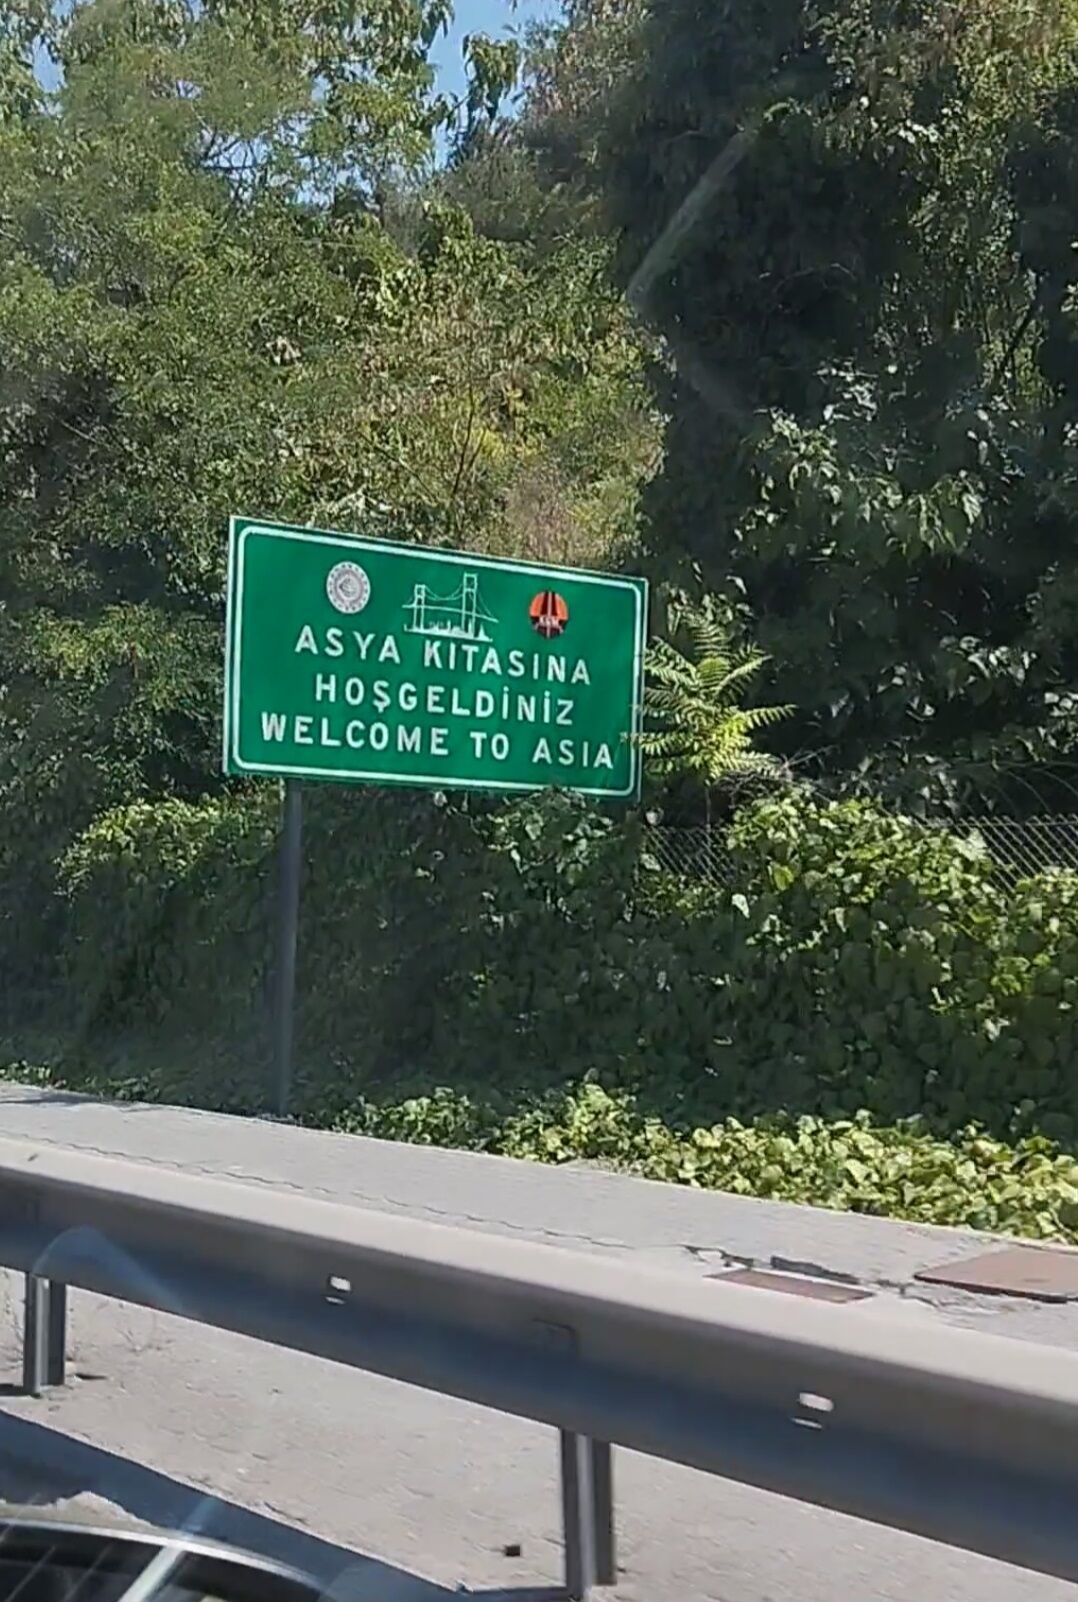 ASYA KITASINA
HOŞGELDİNİZ
WELCOME TO ASIA